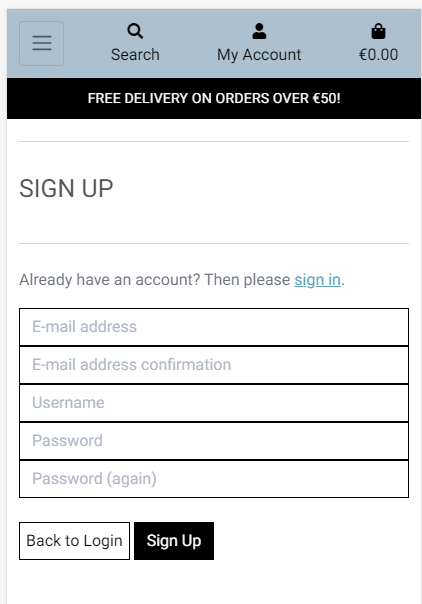 Search
My Account
€0.00
FREE DELIVERY ON ORDERS OVER €50!
SIGN UP
Already have an account? Then please sign in.
E-mail address
E-mail address confirmation
Username
Password
Password (again)
Back to Login
Sign Up